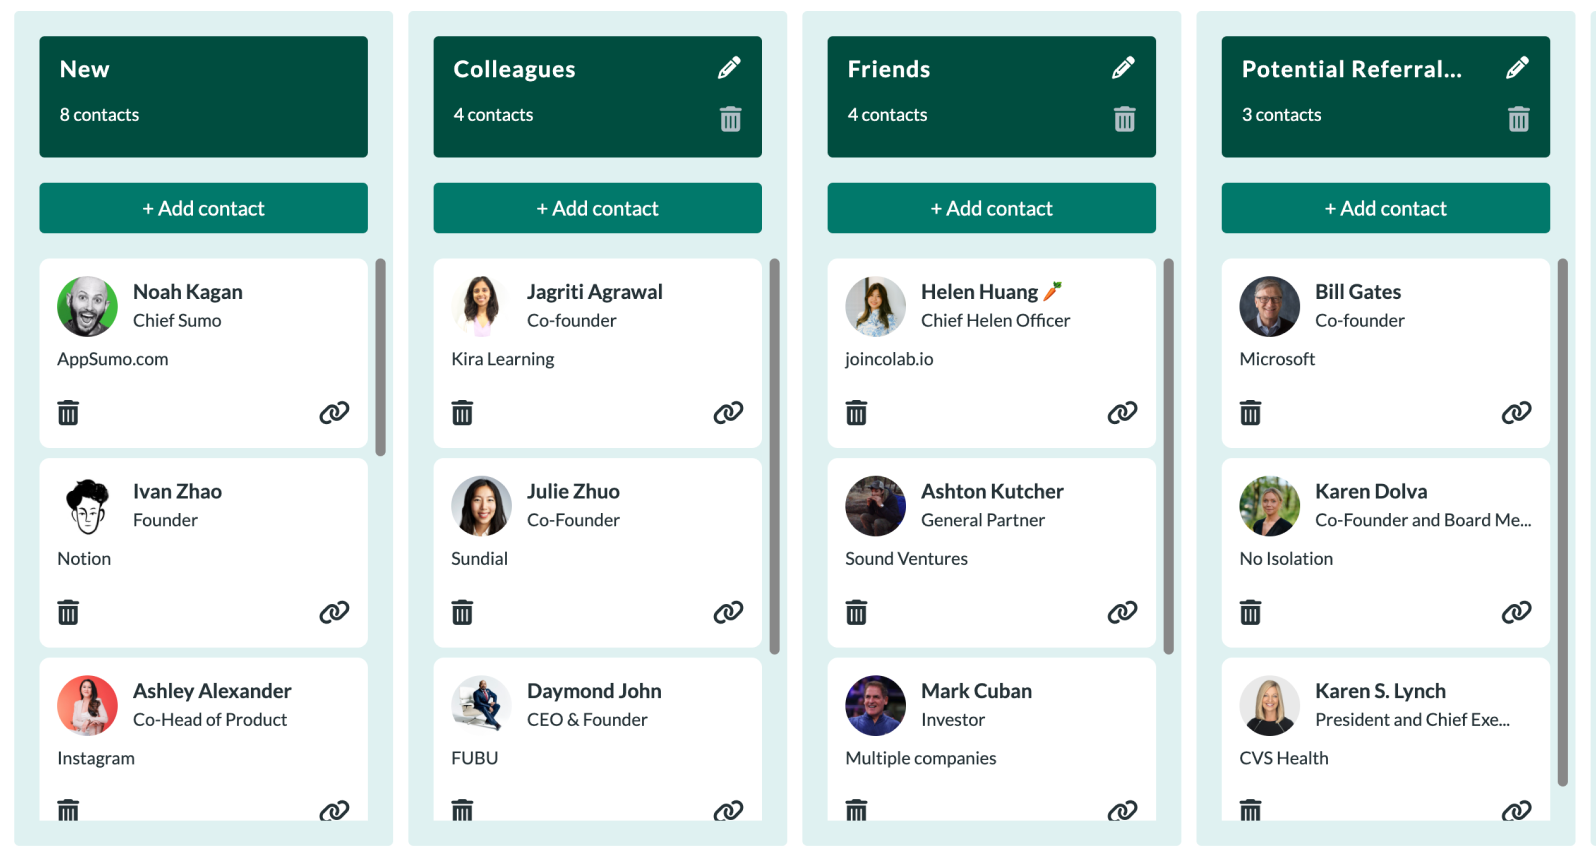 New
8 contacts
+ Add contact
Noah Kagan
Chief Sumo
AppSumo.com
Ivan Zhao
Founder
Notion
Ashley Alexander
Co-Head of Product
Instagram
Colleagues
4 contacts
+ Add contact
Jagriti Agrawal
Co-founder
Kira Learning
Julie Zhuo
Co-Founder
Sundial
Daymond John
CEO & Founder
FUBU
Friends
4 contacts
+ Add contact
Helen Huang 🥕
Chief Helen Officer
joincolab.io
Ashton Kutcher
General Partner
Sound Ventures
Mark Cuban
Investor
Multiple companies
Potential Referral...
3 contacts
+ Add contact
Bill Gates
Co-founder
Microsoft
Karen Dolva
Co-Founder and Board Me...
No Isolation
Karen S. Lynch
President and Chief Exe...
CVS Health